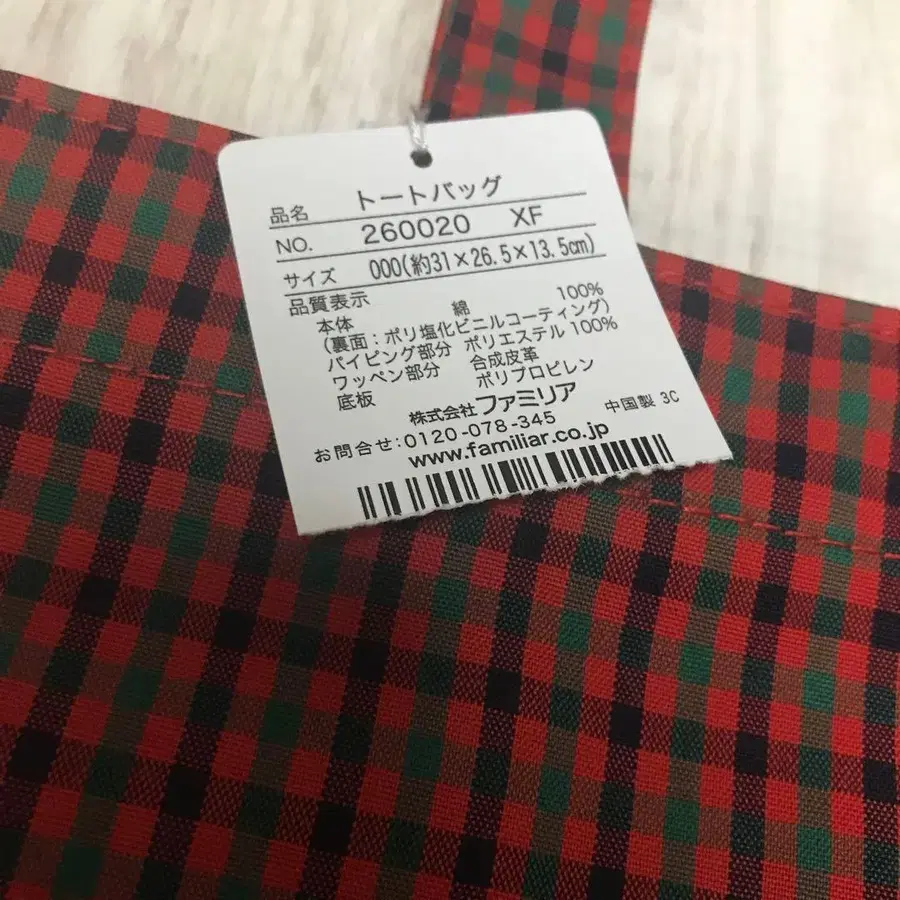 品名 トートバッグ
NO. 260020 XF
サイズ 000(約31×26.5×13.5cm)
品質表示
本体 綿 100%
(裏面:ポリ塩化ビニルコーティング)
パイピング部分 ポリエステル 100%
ワッペン部分 合成皮革
底板 ポリプロピレン
株式会社ファミリア 中国製 3C
お問合せ:0120-078-345
www.familiar.co.jp